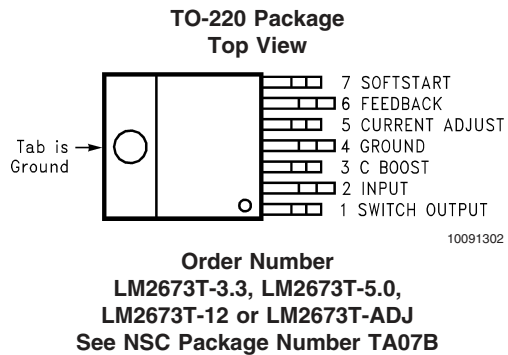 TO-220 Package
Top View
7 SOFTSTART
6 FEEDBACK
5 CURRENT ADJUST
4 GROUND
3 C BOOST
2 INPUT
1 SWITCH OUTPUT
Tab is
Ground
10091302
Order Number
LM2673T-3.3, LM2673T-5.0,
LM2673T-12 or LM2673T-ADJ
See NSC Package Number TA07B